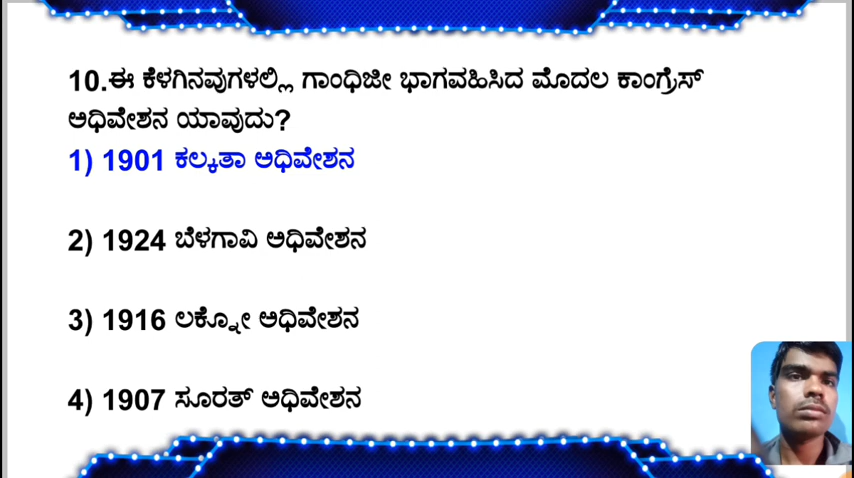 10.ಈ ಕೆಳಗಿನವುಗಳಲ್ಲಿ ಗಾಂಧಿಜೀ ಭಾಗವಹಿಸಿದ ಮೊದಲ ಕಾಂಗ್ರೆಸ್
ಅಧಿವೇಶನ ಯಾವುದು?
1) 1901 ಕಲ್ಕತಾ ಅಧಿವೇಶನ
2) 1924 ಬೆಳಗಾವಿ ಅಧಿವೇಶನ
3) 1916 ಲಕ್ನೋ ಅಧಿವೇಶನ
4) 1907 ಸೂರತ್ ಅಧಿವೇಶನ